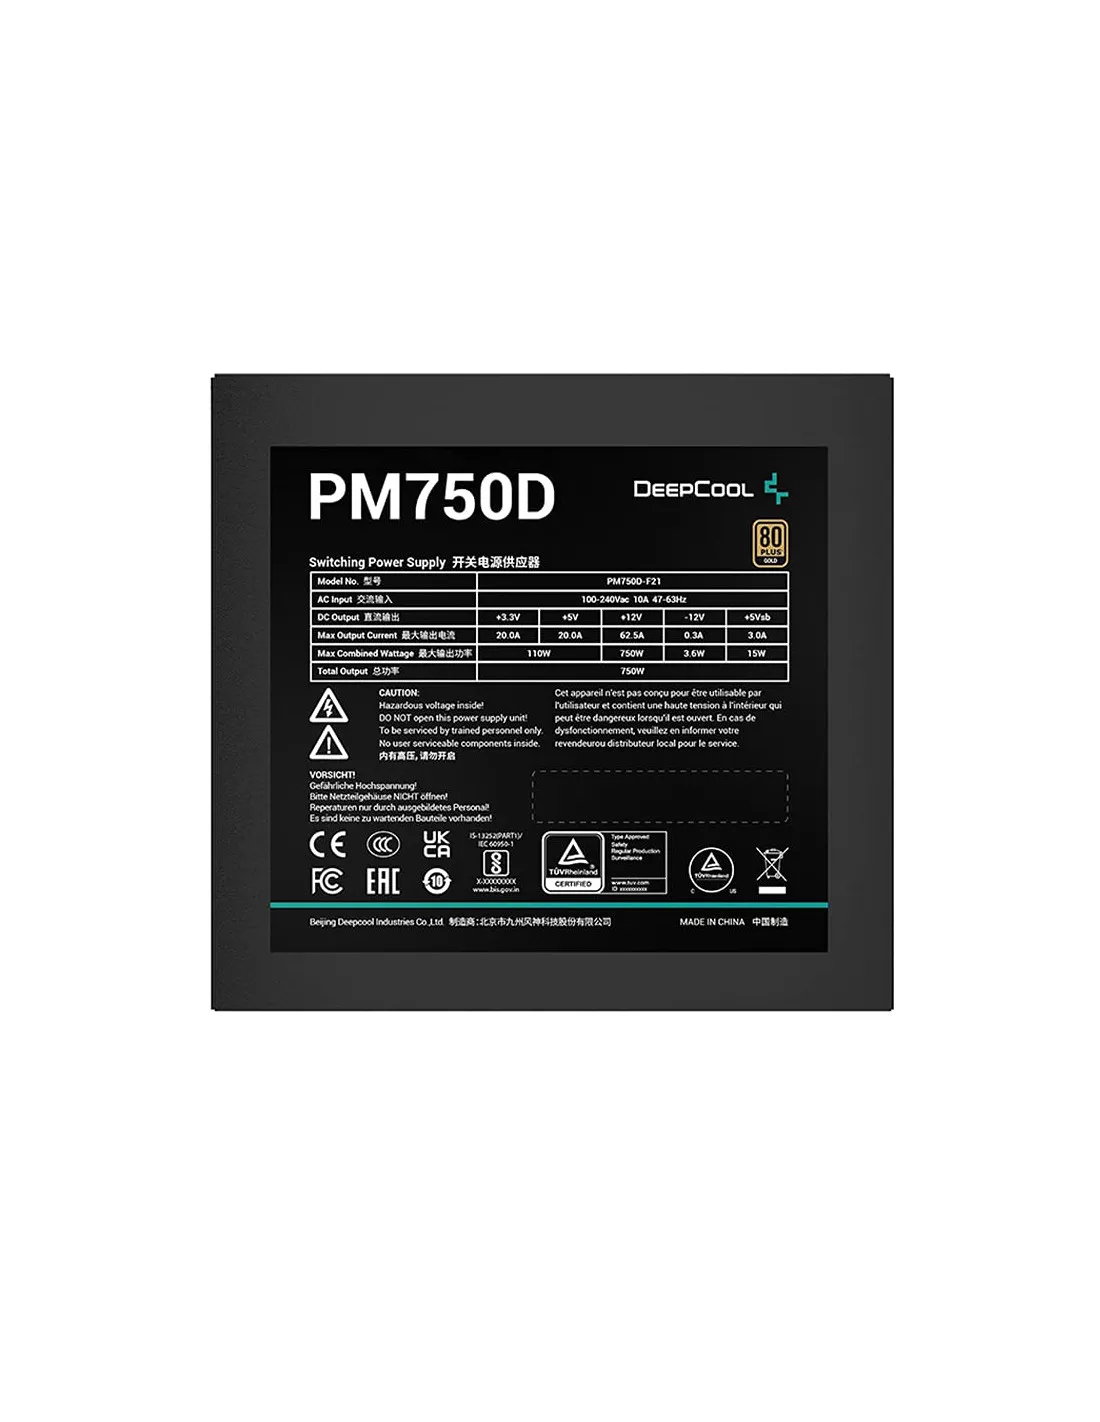 PM750D
DEEPCOOL
80
PLUS
GOLD
Switching Power Supply 开关电源供应器
Model No. 型号 PM750D-F21
AC Input 交流输入 100-240Vac 10A 47-63Hz
DC Output 直流输出 +3.3V +5V +12V -12V +5Vsb
Max Output Current 最大输出电流 20.0A 20.0A 62.5A 0.3A 3.0A
Max Combined Wattage 最大输出功率 110W 750W 3.6W 15W
Total Output 总功率 750W
CAUTION:
Hazardous voltage inside!
DO NOT open this power supply unit!
To be serviced by trained personnel only.
No user serviceable components inside.
内有高压, 请勿开启
Cet appareil n'est pas conçu pour être utilisable par
l'utilisateur et contient une haute tension à l'intérieur qui
peut être dangereux lorsqu'il est ouvert. En cas de
dysfonctionnement, veuillez en informer votre
revendeurou distributeur local pour le service.
VORSICHT!
Gefährliche Hochspannung!
Bitte Netzteilgehäuse NICHT öffnen!
Reperaturen nur durch ausgebildetes Personal!
Es sind keine zu wartenden Bauteile vorhanden!
CE
CCC
UK
CA
IS-13252(PART1)/
IEC 60950-1
X-XXXXXXXX
www.bis.gov.in
FC
EAC
10
TÜVRheinland
CERTIFIED
Type Approved
Safety
Regular Production
Surveillance
www.tuv.com
ID xxxxxxxxxx
TÜVRheinland
C US
Beijing Deepcool Industries Co.,Ltd. 制造商:北京市九州风神科技股份有限公司
MADE IN CHINA 中国制造